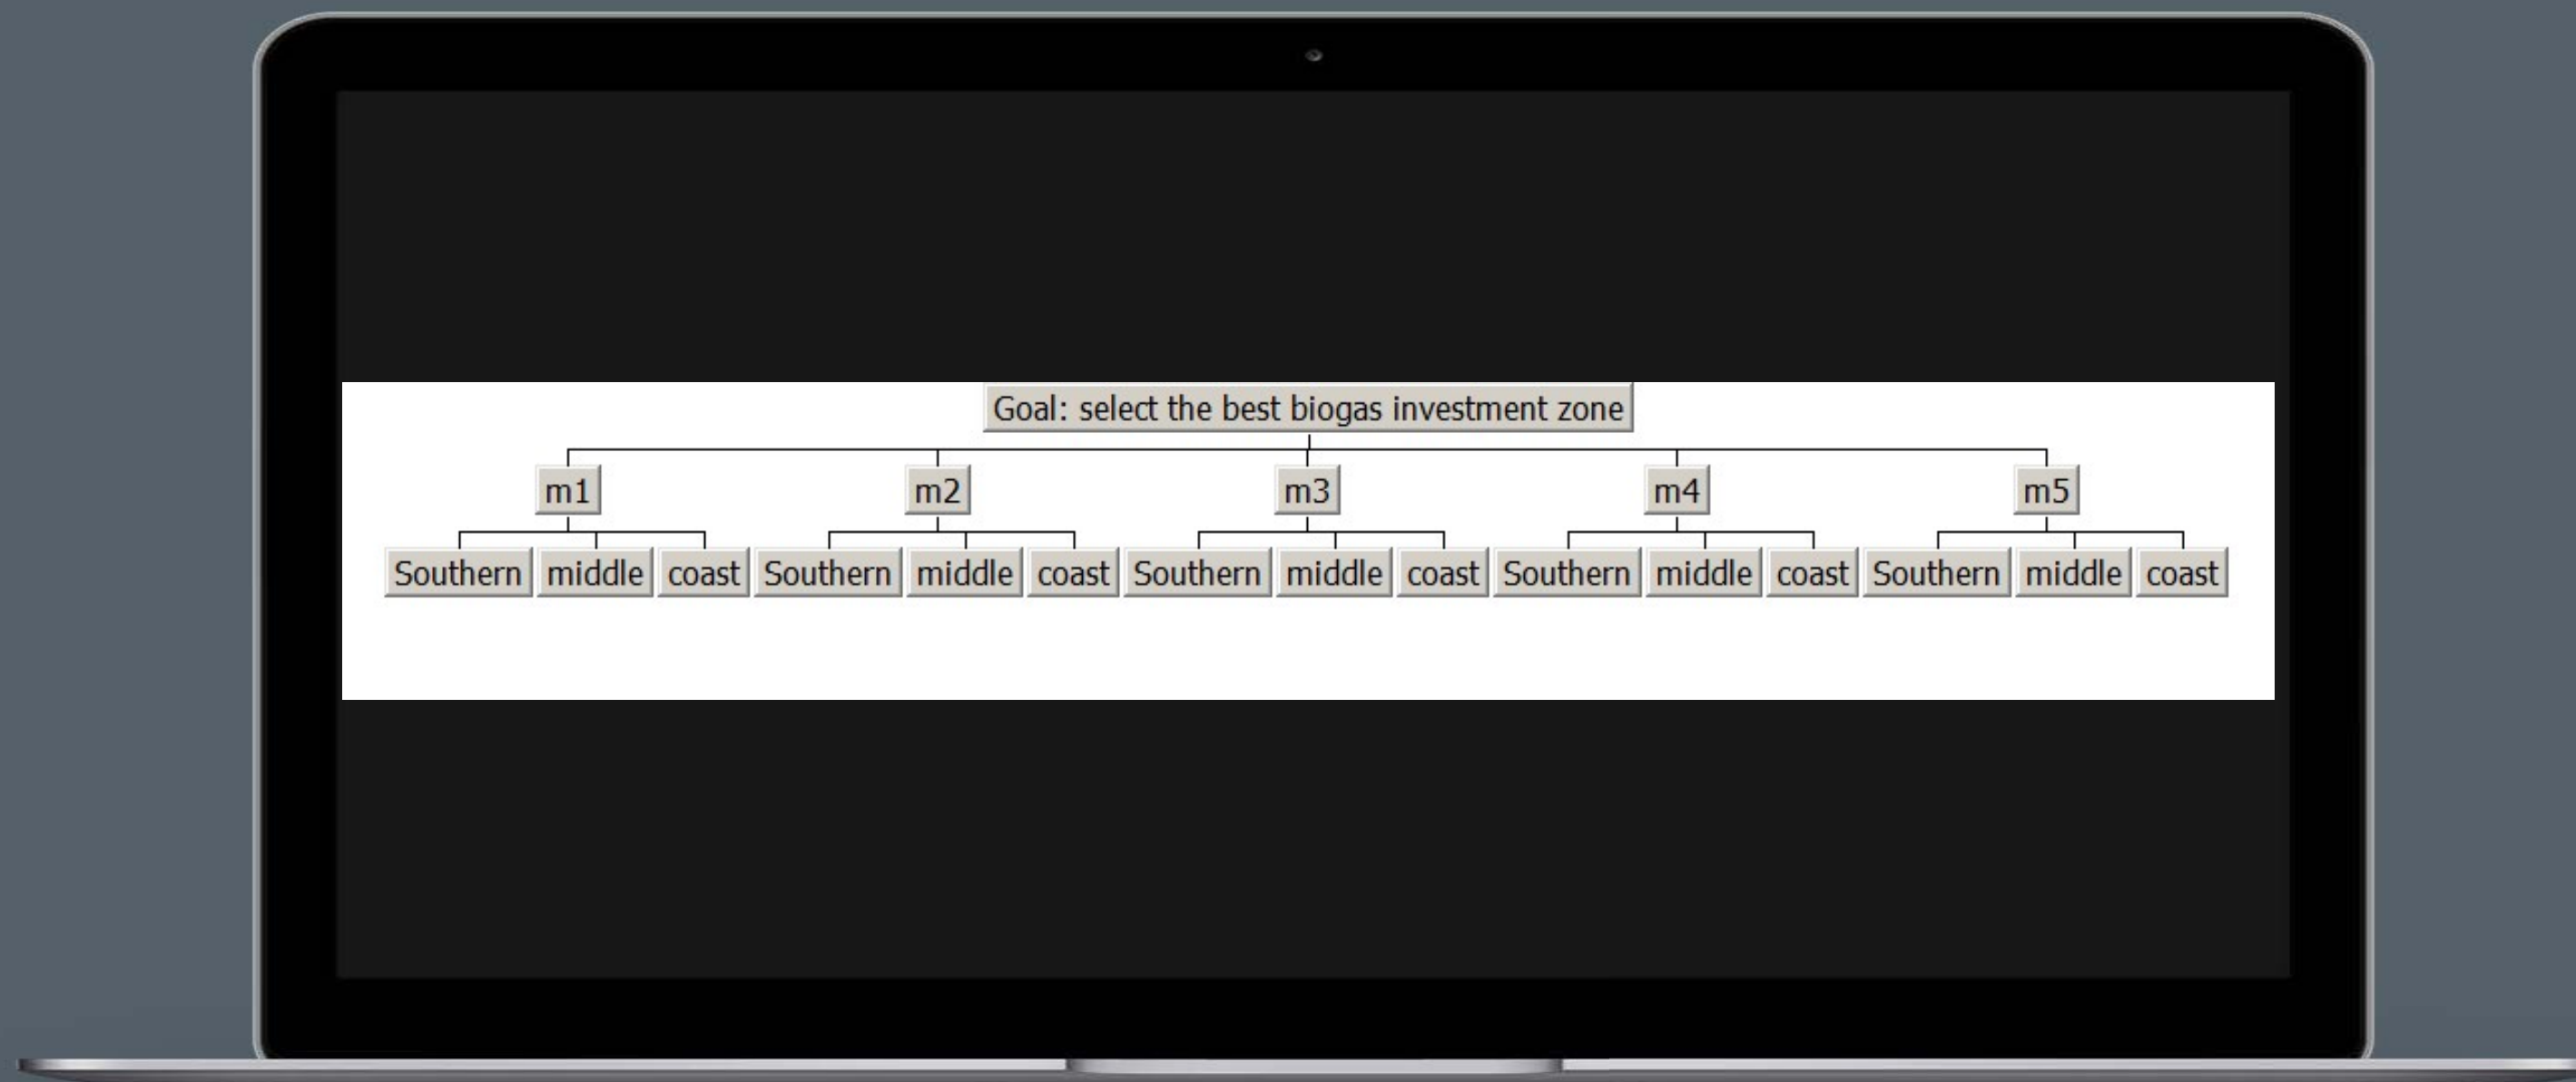 Goal: select the best biogas investment zone
m1 m2 m3 m4 m5
Southern middle coast Southern middle coast Southern middle coast Southern middle coast Southern middle coast